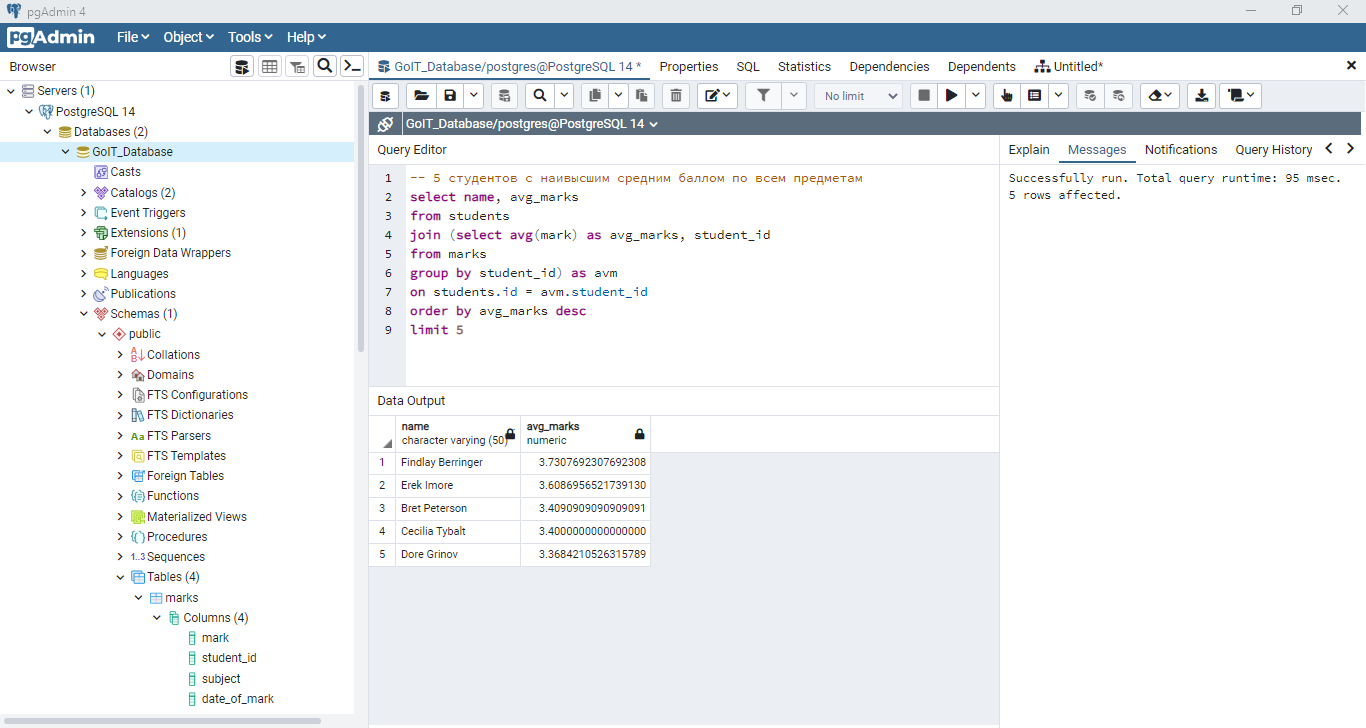 pgAdmin 4
pgAdmin File Object Tools Help
Browser
Servers (1)
PostgreSQL 14
Databases (2)
GoIT_Database
Casts
Catalogs (2)
Event Triggers
Extensions (1)
Foreign Data Wrappers
Languages
Publications
Schemas (1)
public
Collations
Domains
FTS Configurations
FTS Dictionaries
Aa FTS Parsers
FTS Templates
Foreign Tables
Functions
Materialized Views
Procedures
1..3 Sequences
Tables (4)
marks
Columns (4)
mark
student_id
subject
date_of_mark
GoIT_Database/postgres@PostgreSQL 14 * Properties SQL Statistics Dependencies Dependents Untitled*
No limit
GoIT_Database/postgres@PostgreSQL 14
Query Editor
1 -- 5 студентов с наивысшим средним баллом по всем предметам
2 select name, avg_marks
3 from students
4 join (select avg(mark) as avg_marks, student_id
5 from marks
6 group by student_id) as avm
7 on students.id = avm.student_id
8 order by avg_marks desc
9 limit 5
Data Output
name avg_marks
character varying (50) numeric
1 Findlay Berringer 3.7307692307692308
2 Erek Imore 3.6086956521739130
3 Bret Peterson 3.4090909090909091
4 Cecilia Tybalt 3.4000000000000000
5 Dore Grinov 3.3684210526315789
Explain Messages Notifications Query History
Successfully run. Total query runtime: 95 msec.
5 rows affected.